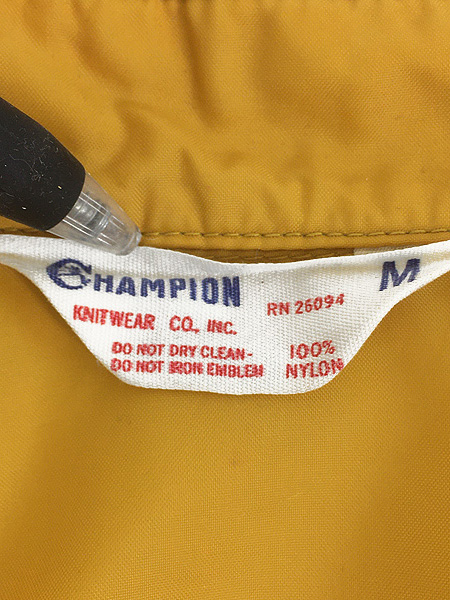 CHAMPION
M
KNITWEAR CO., INC.
RN 26094
DO NOT DRY CLEAN-
DO NOT IRON EMBLEM
100%
NYLON